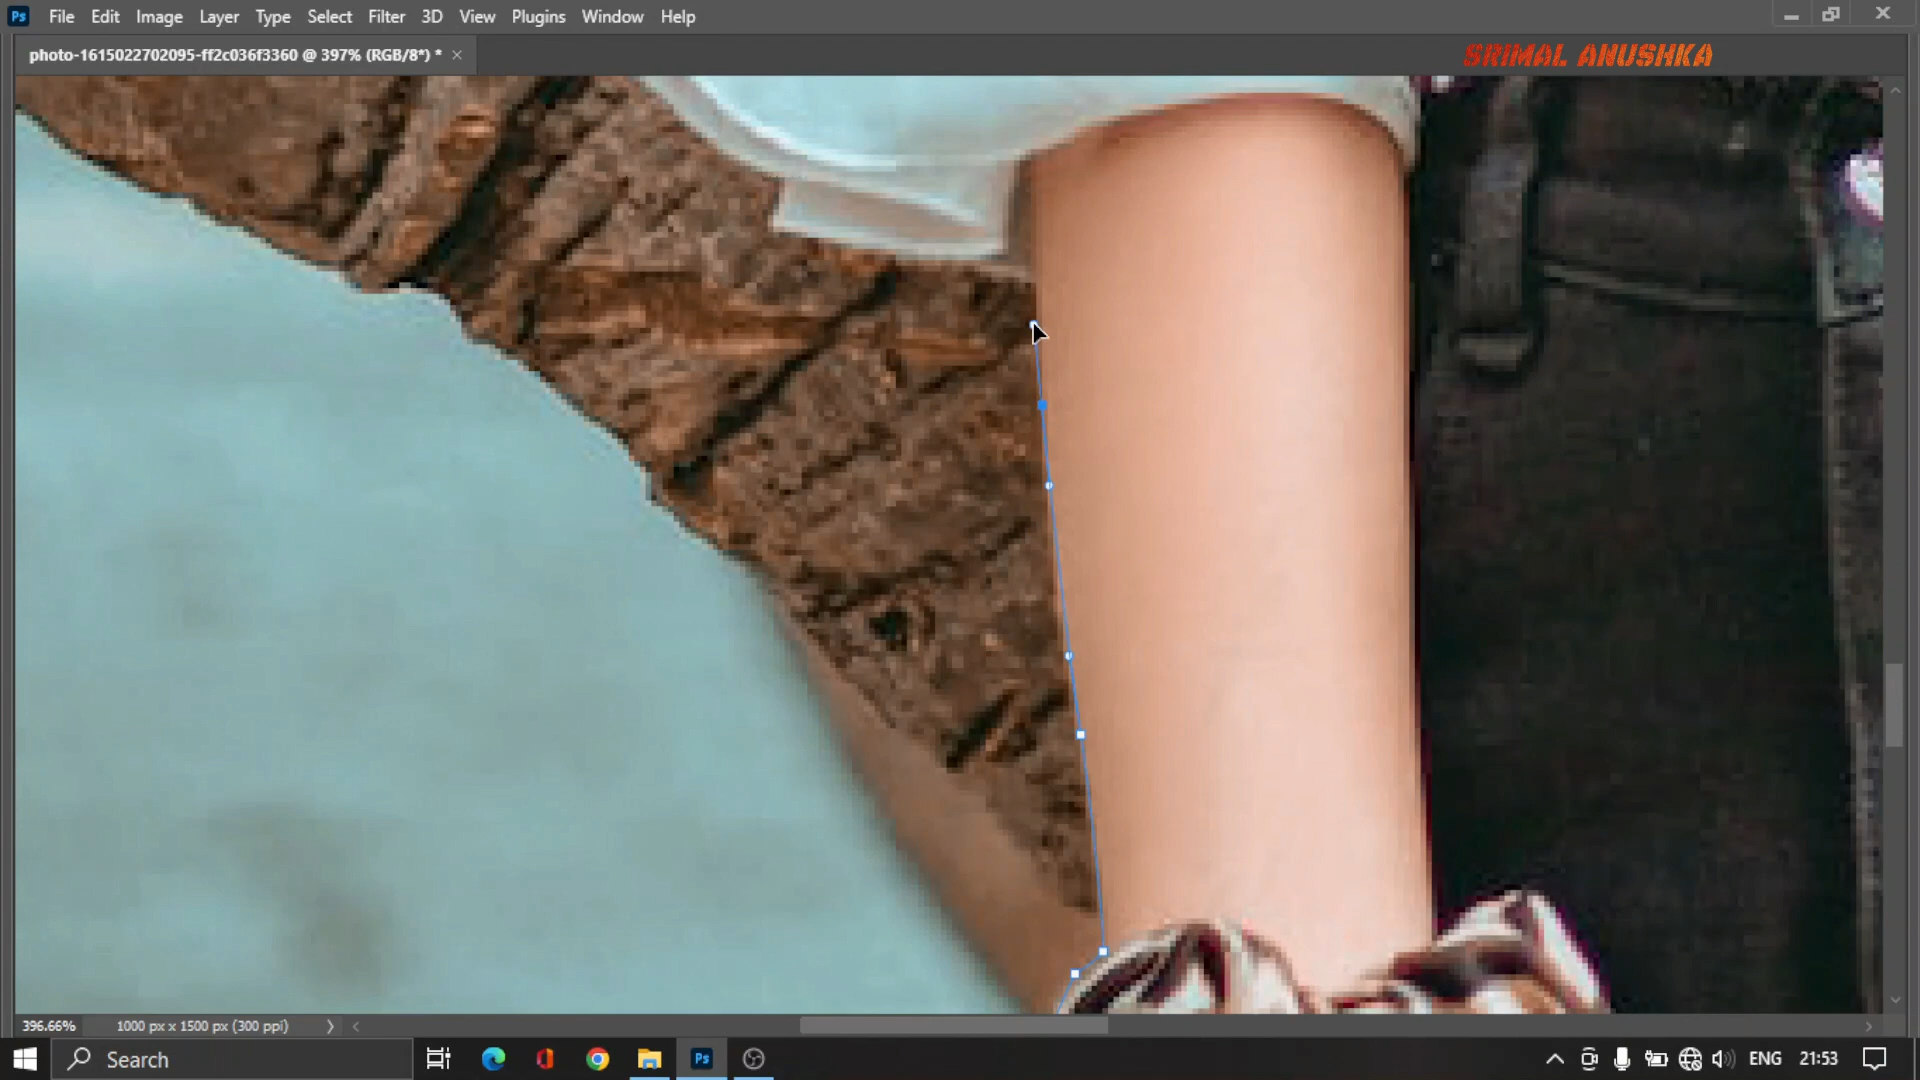 Ps File Edit Image Layer Type Select Filter 3D View Plugins Window Help
photo-1615022702095-ff2c036f3360 @ 397% (RGB/8*) * ×
SRIMAL ANUSHKA
396.66% 1000 px x 1500 px (300 ppi)
Search Ps ENG 21:53